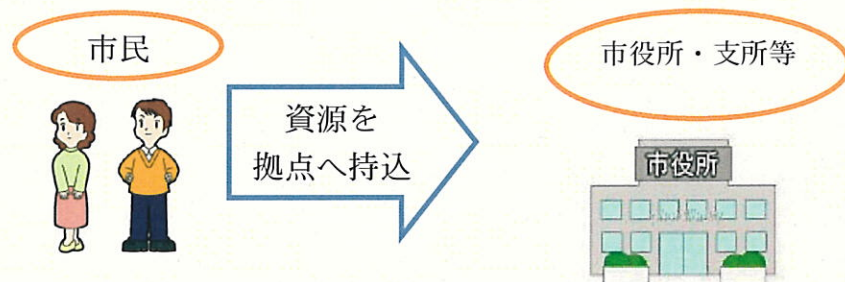 市民
市役所・支所等
資源を
拠点へ持込
市役所